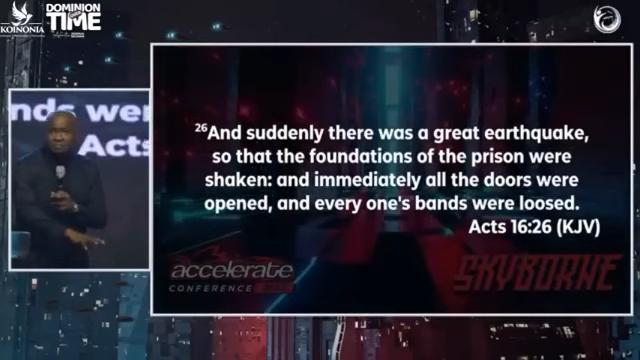 KOINONIA
DOMINION
OVER
TIME
nds wer
Acts
26And suddenly there was a great earthquake,
so that the foundations of the prison were
shaken: and immediately all the doors were
opened, and every one's bands were loosed.
Acts 16:26 (KJV)
accelerate
CONFERENCE
SKYBORNE